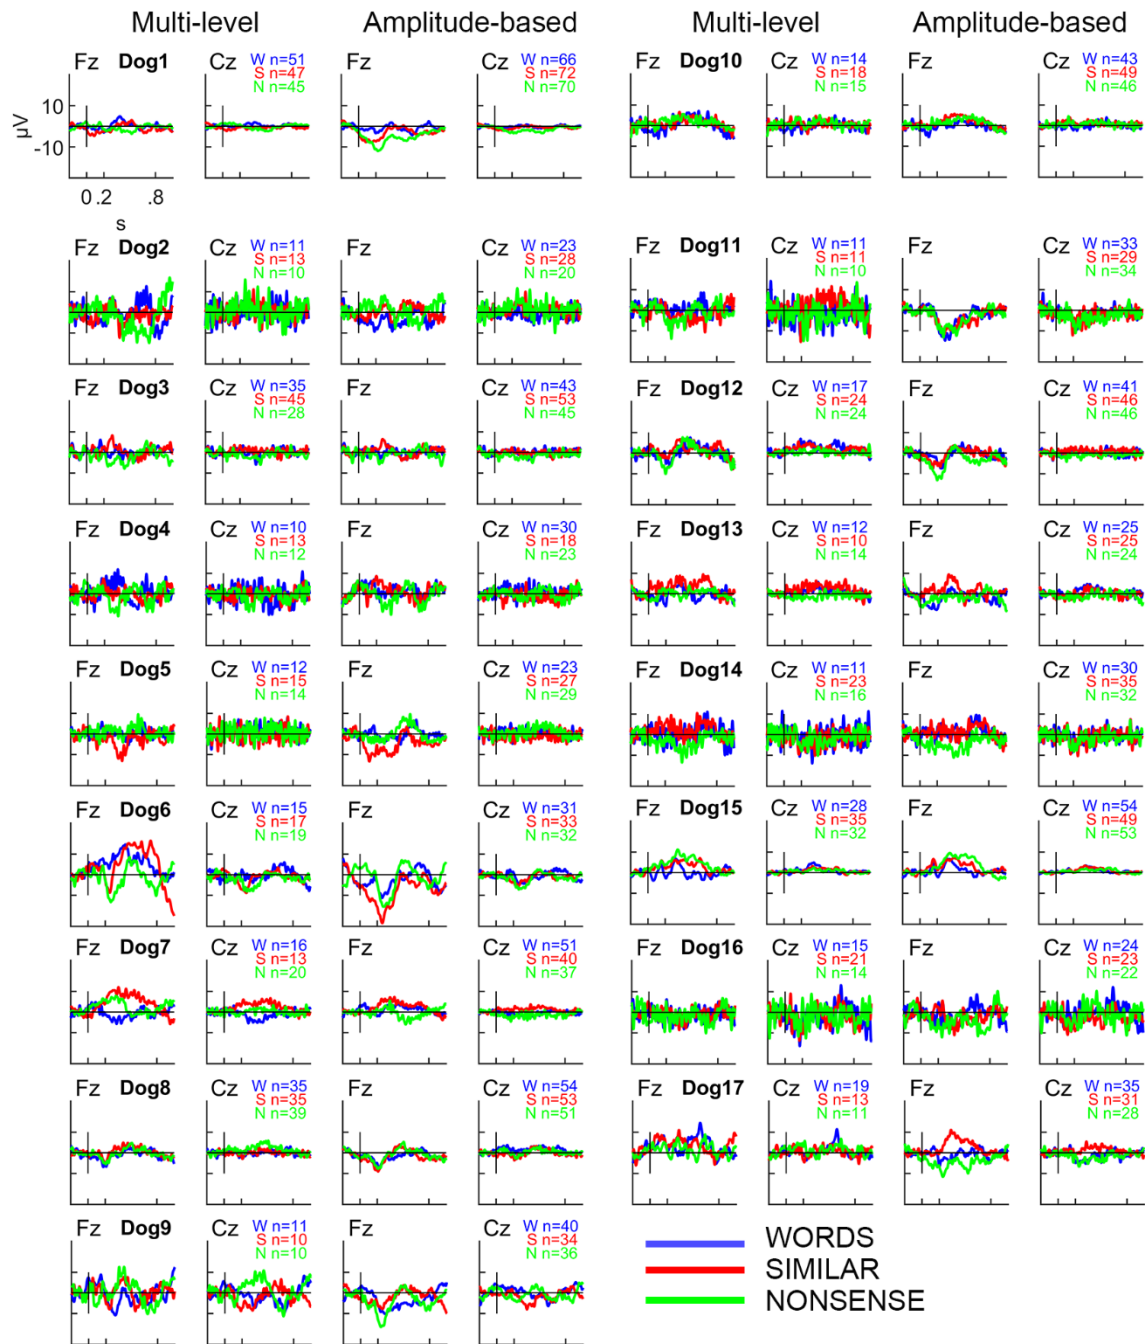 Multi-level Amplitude-based Multi-level Amplitude-based
Fz Dog1 Cz W n=51 Fz Cz W n=66 Fz Dog10 Cz W n=14 Fz Cz W n=43
S n=47 S n=72 S n=18 S n=49
N n=45 N n=70 N n=15 N n=46
10
µV
-10
0.2 .8
s
Fz Dog2 Cz W n=11 Fz Cz W n=23 Fz Dog11 Cz W n=11 Fz Cz W n=33
S n=13 S n=28 S n=11 S n=29
N n=10 N n=20 N n=10 N n=34
Fz Dog3 Cz W n=35 Fz Cz W n=43 Fz Dog12 Cz W n=17 Fz Cz W n=41
S n=45 S n=53 S n=24 S n=46
N n=28 N n=45 N n=24 N n=46
Fz Dog4 Cz W n=10 Fz Cz W n=30 Fz Dog13 Cz W n=12 Fz Cz W n=25
S n=13 S n=18 S n=10 S n=25
N n=12 N n=23 N n=14 N n=24
Fz Dog5 Cz W n=12 Fz Cz W n=23 Fz Dog14 Cz W n=11 Fz Cz W n=30
S n=15 S n=27 S n=23 S n=35
N n=14 N n=29 N n=16 N n=32
Fz Dog6 Cz W n=15 Fz Cz W n=31 Fz Dog15 Cz W n=28 Fz Cz W n=54
S n=17 S n=33 S n=35 S n=49
N n=19 N n=32 N n=32 N n=53
Fz Dog7 Cz W n=16 Fz Cz W n=51 Fz Dog16 Cz W n=15 Fz Cz W n=24
S n=13 S n=40 S n=21 S n=23
N n=20 N n=37 N n=14 N n=22
Fz Dog8 Cz W n=35 Fz Cz W n=54 Fz Dog17 Cz W n=19 Fz Cz W n=35
S n=35 S n=53 S n=13 S n=31
N n=39 N n=51 N n=11 N n=28
Fz Dog9 Cz W n=11 Fz Cz W n=40
S n=10 S n=34
N n=10 N n=36
WORDS
SIMILAR
NONSENSE